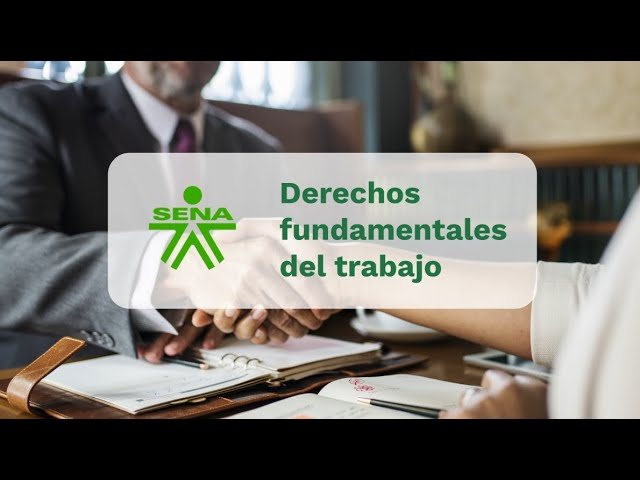 SENA
Derechos
fundamentales
del trabajo